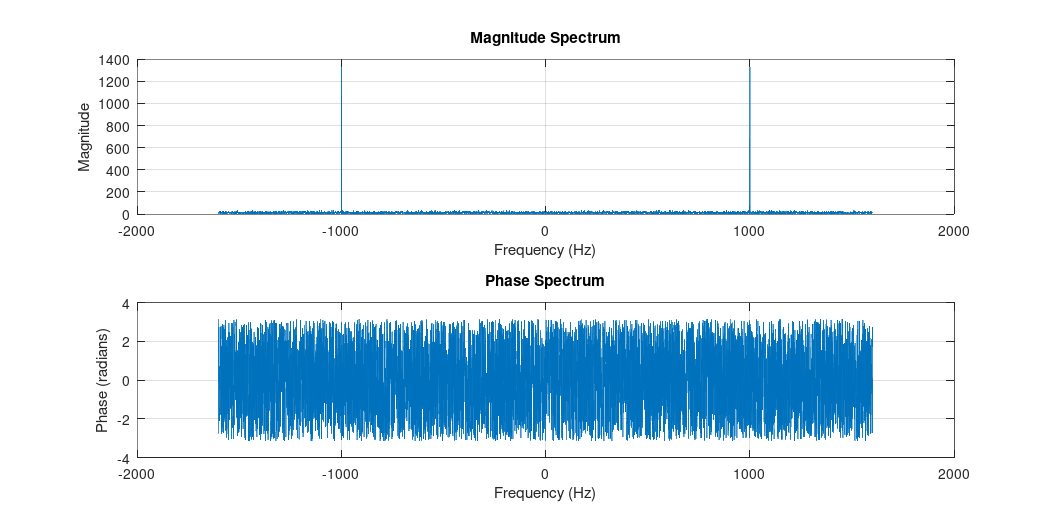 Magnitude Spectrum
1400
1200
1000
800
600
400
200
0
Magnitude
-2000 -1000 0 1000 2000
Frequency (Hz)
Phase Spectrum
4
2
0
-2
-4
Phase (radians)
-2000 -1000 0 1000 2000
Frequency (Hz)